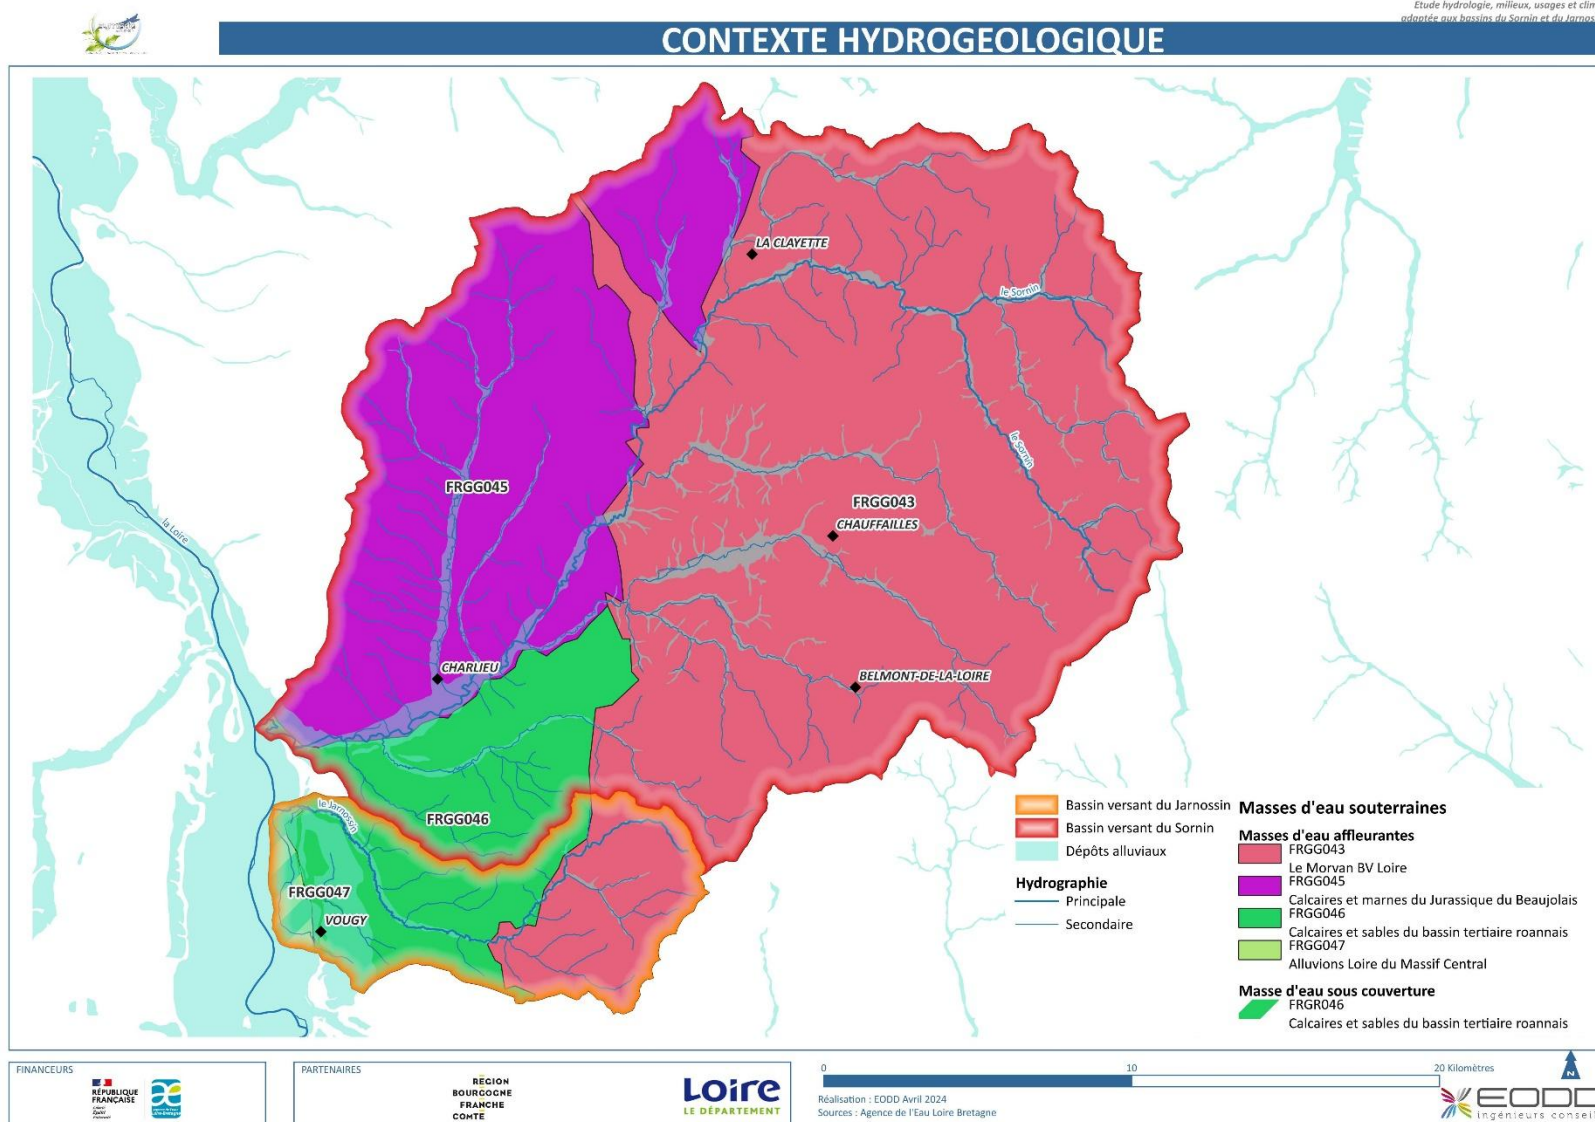 Etude hydrologie, milieux, usages et clim
adaptée aux bassins du Sornin et du Jarnos
CONTEXTE HYDROGEOLOGIQUE
LA CLAYETTE
le Sornin
le Sornin
FRGG045
FRGG043
CHAUFFAILLES
la Loire
CHARLIEU
BELMONT-DE-LA-LOIRE
le Jarnossin
FRGG046
FRGG047
VOUGY
Bassin versant du Jarnossin
Bassin versant du Sornin
Dépôts alluviaux
Hydrographie
Principale
Secondaire
Masses d'eau souterraines
Masses d'eau affleurantes
FRGG043
Le Morvan BV Loire
FRGG045
Calcaires et marnes du Jurassique du Beaujolais
FRGG046
Calcaires et sables du bassin tertiaire roannais
FRGG047
Alluvions Loire du Massif Central
Masse d'eau sous couverture
FRGR046
Calcaires et sables du bassin tertiaire roannais
FINANCEURS
RÉPUBLIQUE
FRANÇAISE
Liberté
Égalité
Fraternité
PARTENAIRES
REGION
BOURGOGNE
FRANCHE
COMTE
Loire
LE DÉPARTEMENT
0 10 20 Kilomètres
Réalisation : EODD Avril 2024
Sources : Agence de l'Eau Loire Bretagne
N
EODD
ingénieurs conseil